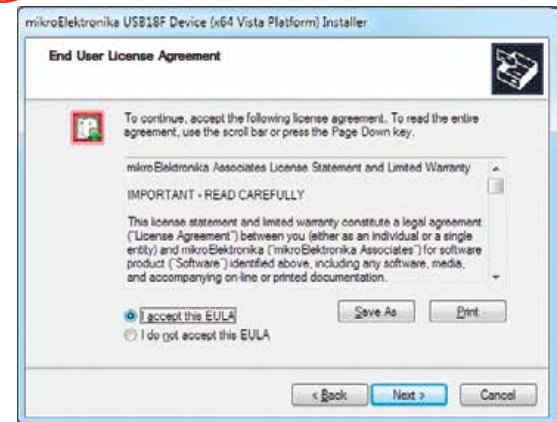 mikroElektronika USB18F Device (x64 Vista Platform) Installer
End User License Agreement
To continue, accept the following license agreement. To read the entire
agreement, use the scroll bar or press the Page Down key.
mikroElektronika Associates License Statement and Limited Warranty
IMPORTANT - READ CAREFULLY
This license statement and limited warranty constitute a legal agreement
("License Agreement") between you (either as an individual or a single
entity) and mikroElektronika ("mikroElektronika Associates") for software
product ("Software") identified above, including any software, media,
and accompanying on-line or printed documentation.
I accept this EULA
Save As
Print
I do not accept this EULA
< Back
Next >
Cancel